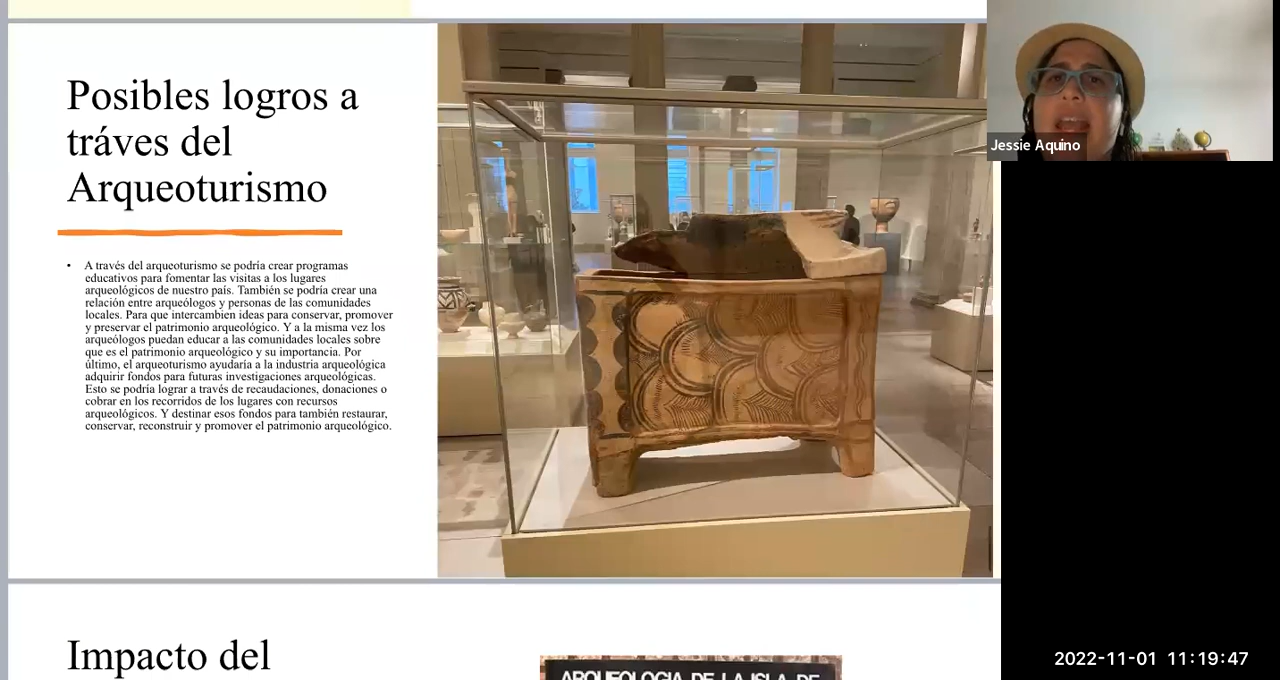 Posibles logros a
tráves del
Arqueoturismo
• A través del arqueoturismo se podría crear programas
educativos para fomentar las visitas a los lugares
arqueológicos de nuestro país. También se podría crear una
relación entre arqueólogos y personas de las comunidades
locales. Para que intercambien ideas para conservar, promover
y preservar el patrimonio arqueológico. Y a la misma vez los
arqueólogos puedan educar a las comunidades locales sobre
que es el patrimonio arqueológico y su importancia. Por
último, el arqueoturismo ayudaría a la industria arqueológica
adquirir fondos para futuras investigaciones arqueológicas.
Esto se podría lograr a través de recaudaciones, donaciones o
cobrar en los recorridos de los lugares con recursos
arqueológicos. Y destinar esos fondos para también restaurar,
conservar, reconstruir y promover el patrimonio arqueológico.
Jessie Aquino
Impacto del
ARQUEOLOGIA DE LA ISLA DE
2022-11-01 11:19:47